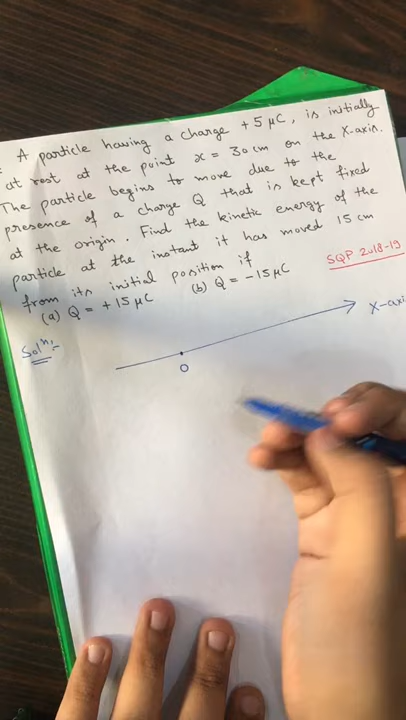 A particle having a charge +5 μC, is initially
at rest at the point x = 30 cm on the X-axis.
The particle begins to move due to the
presence of a charge Q that is kept fixed
at the origin. Find the kinetic energy of the
particle at the instant it has moved 15 cm
from its initial position if
(a) Q = +15 μC (b) Q = -15 μC
SQP 2018-19
Solⁿ:
X-axi
O